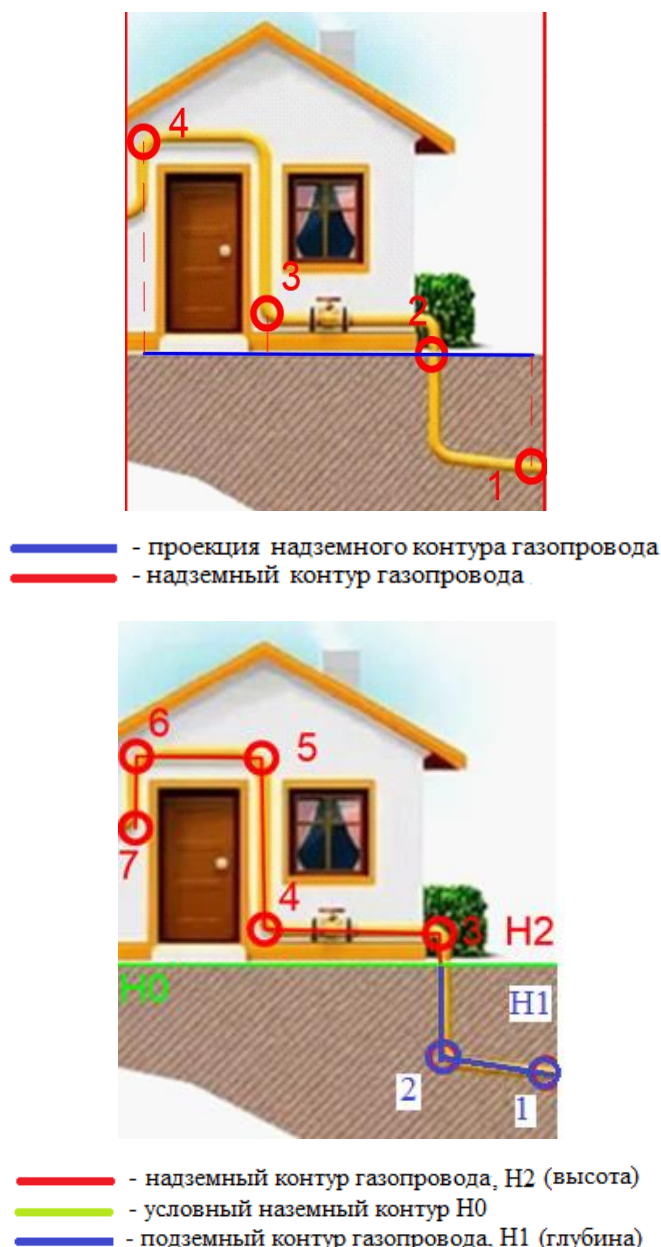 4
3
2
1
- проекция надземного контура газопровода
- надземный контур газопровода
6
5
7
4
3 H2
H0
H1
2
1
- надземный контур газопровода, H2 (высота)
- условный наземный контур H0
- подземный контур газопровода, H1 (глубина)